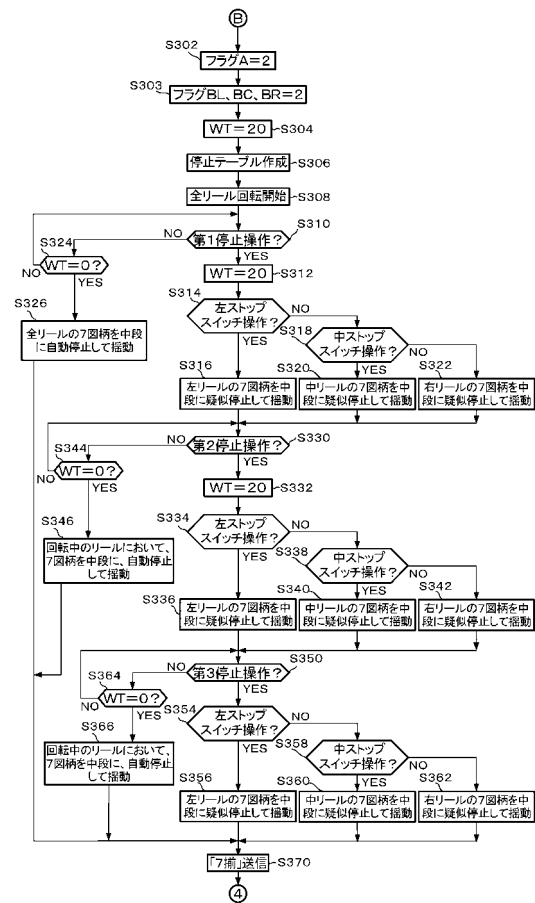 B
S302
フラグA=2
S303
フラグBL、BC、BR=2
WT=20
S304
停止テーブル作成
S306
全リール回転開始
S308
S310
第1停止操作?
NO
YES
S324
WT=0?
NO
YES
WT=20
S312
S326
全リールの7図柄を中段
に自動停止して揺動
S314
左ストップ
スイッチ操作?
NO
YES
S318
中ストップ
スイッチ操作?
NO
YES
S316
左リールの7図柄を中
段に疑似停止して揺動
S320
中リールの7図柄を中
段に疑似停止して揺動
S322
右リールの7図柄を中
段に疑似停止して揺動
第2停止操作?
S330
NO
YES
S344
WT=0?
NO
YES
WT=20
S332
S346
回転中のリールにおいて、
7図柄を中段に、自動停止
して揺動
S334
左ストップ
スイッチ操作?
NO
YES
S338
中ストップ
スイッチ操作?
NO
YES
S336
左リールの7図柄を中
段に疑似停止して揺動
S340
中リールの7図柄を中
段に疑似停止して揺動
S342
右リールの7図柄を中
段に疑似停止して揺動
第3停止操作?
S350
NO
YES
S364
WT=0?
NO
YES
S366
回転中のリールにおいて、
7図柄を中段に、自動停止
して揺動
S354
左ストップ
スイッチ操作?
NO
YES
S358
中ストップ
スイッチ操作?
NO
YES
S356
左リールの7図柄を中
段に疑似停止して揺動
S360
中リールの7図柄を中
段に疑似停止して揺動
S362
右リールの7図柄を中
段に疑似停止して揺動
「7揃」送信
S370
4